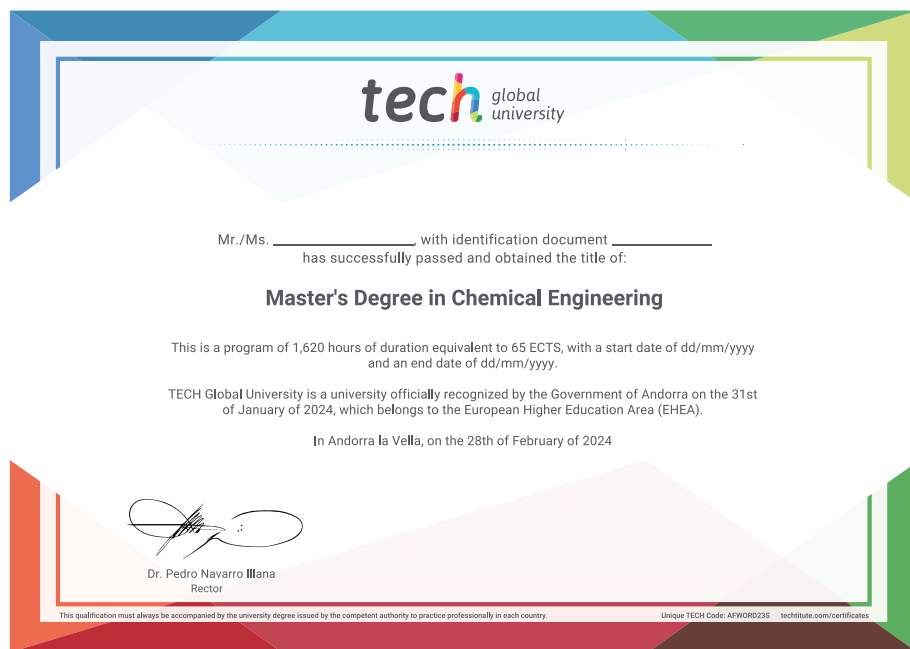 tech global university
Mr./Ms. ____________, with identification document ____________
has successfully passed and obtained the title of:
Master's Degree in Chemical Engineering
This is a program of 1,620 hours of duration equivalent to 65 ECTS, with a start date of dd/mm/yyyy
and an end date of dd/mm/yyyy.
TECH Global University is a university officially recognized by the Government of Andorra on the 31st
of January of 2024, which belongs to the European Higher Education Area (EHEA).
In Andorra la Vella, on the 28th of February of 2024
Dr. Pedro Navarro Illana
Rector
This qualification must always be accompanied by the university degree issued by the competent authority to practice professionally in each country.
Unique TECH Code: AFWORD23S techtitute.com/certificates